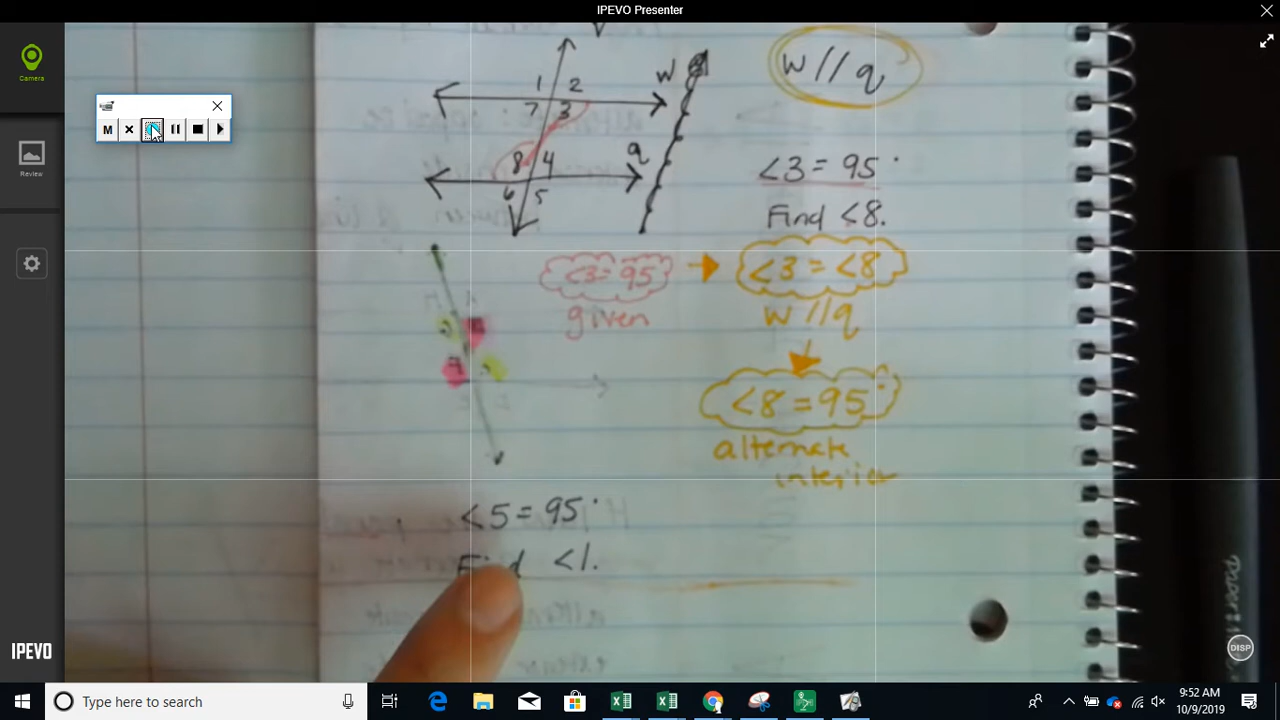 IPEVO Presenter
Camera
Review
IPEVO
M
W // q
1 2
7 3
W
8 4
q
6 5
<3 = 95°
Find <8.
<3 = 95
given
<3 = <8
W // q
<8 = 95°
alternate
interior
<5 = 95°
Find <1.
DISP
Type here to search
9:52 AM
10/9/2019